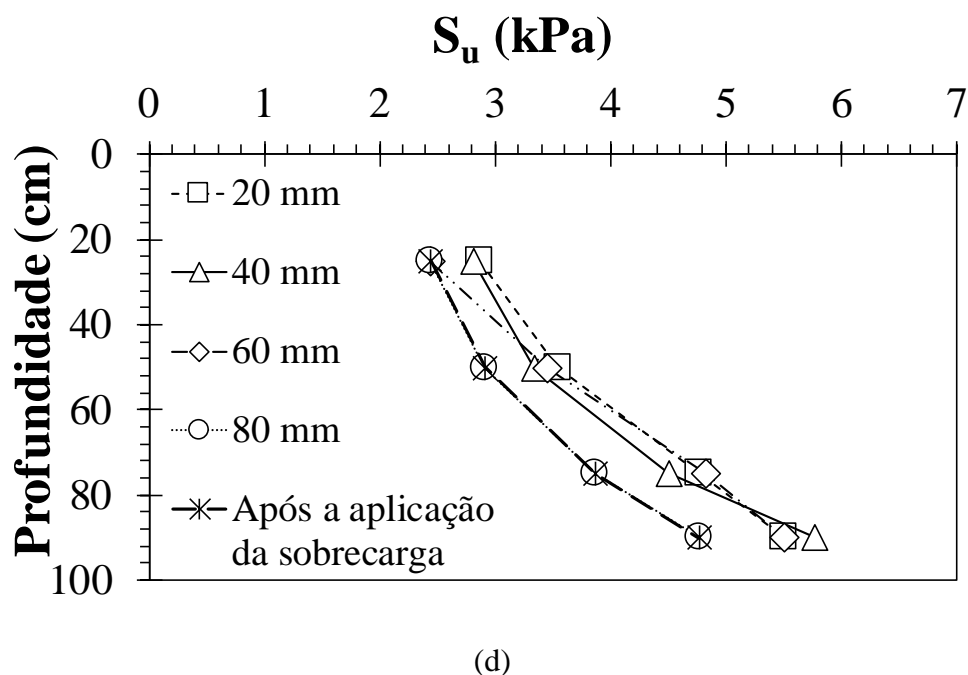 Su (kPa)
0 1 2 3 4 5 6 7
Profundidade (cm)
0
20
40
60
80
100
20 mm
40 mm
60 mm
80 mm
Após a aplicação
da sobrecarga
(d)